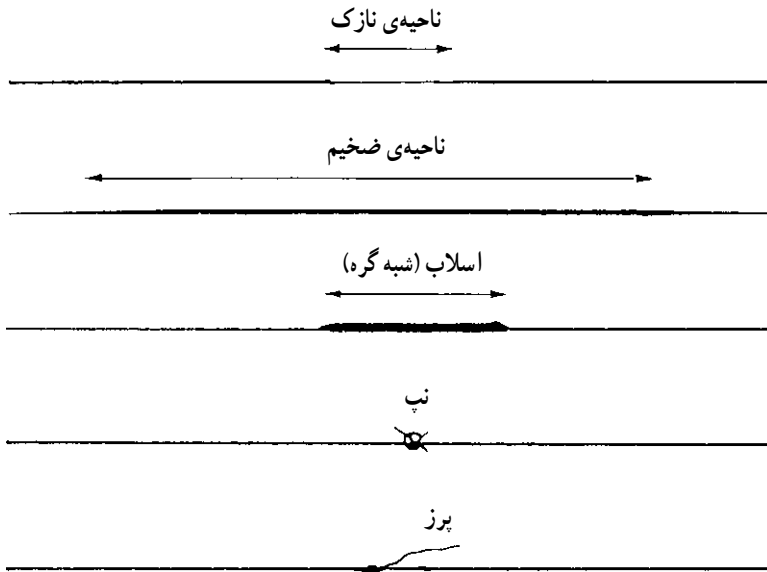 ناحیه‌ی نازک
ناحیه‌ی ضخیم
اسلاب (شبه گره)
نپ
پرز